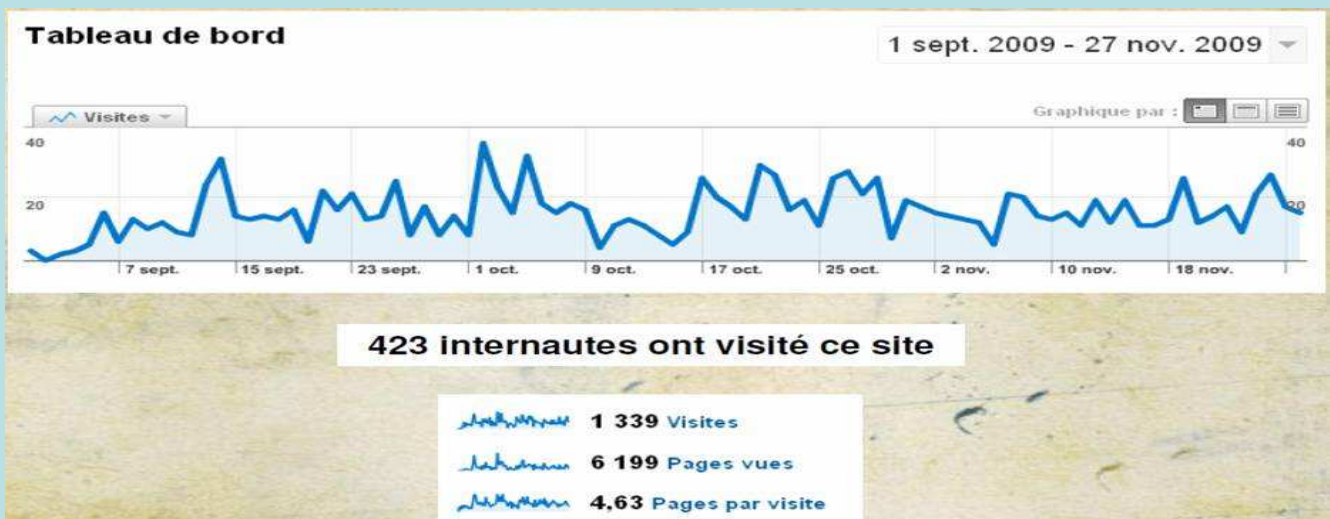 Tableau de bord
1 sept. 2009 - 27 nov. 2009
Visites
Graphique par :
40 40
20 20
7 sept. 15 sept. 23 sept. 1 oct. 9 oct. 17 oct. 25 oct. 2 nov. 10 nov. 18 nov.
423 internautes ont visité ce site
1 339 Visites
6 199 Pages vues
4,63 Pages par visite